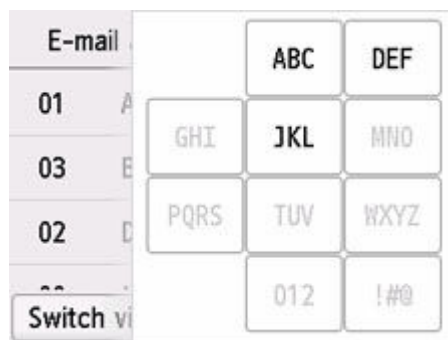 E-mail
ABC DEF
01 A
GHI JKL MNO
03 E
PQRS TUV WXYZ
02 D
012 !#@
Switch vi